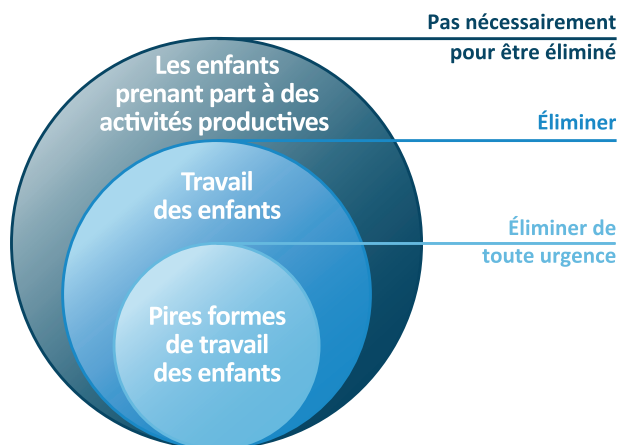 Pas nécessairement
pour être éliminé
Les enfants
prenant part à des
activités productives
Éliminer
Travail
des enfants
Éliminer de
toute urgence
Pires formes
de travail
des enfants